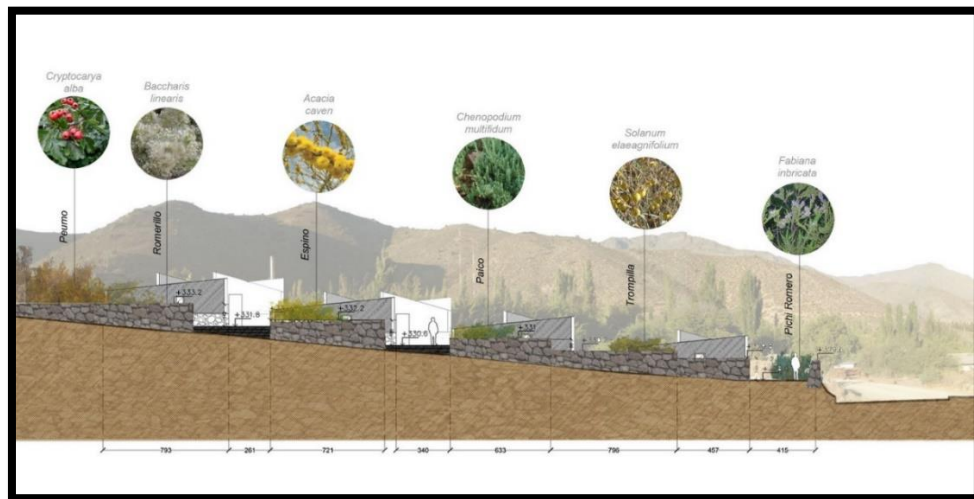 Cryptocarya
alba
Baccharis
linearis
Acacia
caven
Chenopodium
multifidum
Solanum
elaeagnifolium
Fabiana
inbricata
Peumo
Romerillo
Espino
Paico
Trompilla
Pichi Romero
+333.2
+331.6
+332.2
+330.6
+331
793
261
721
340
633
796
457
415